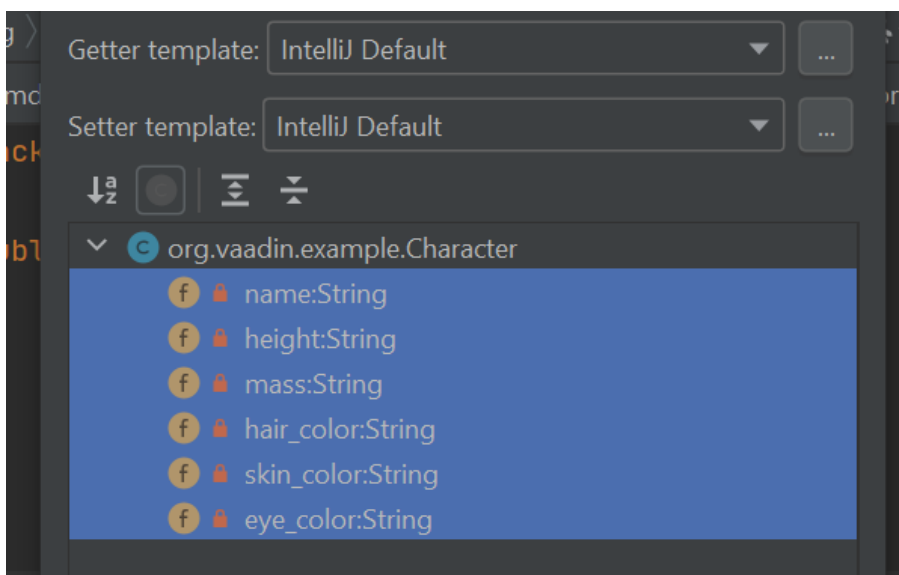 Getter template: IntelliJ Default ...
Setter template: IntelliJ Default ...
org.vaadin.example.Character
name:String
height:String
mass:String
hair_color:String
skin_color:String
eye_color:String